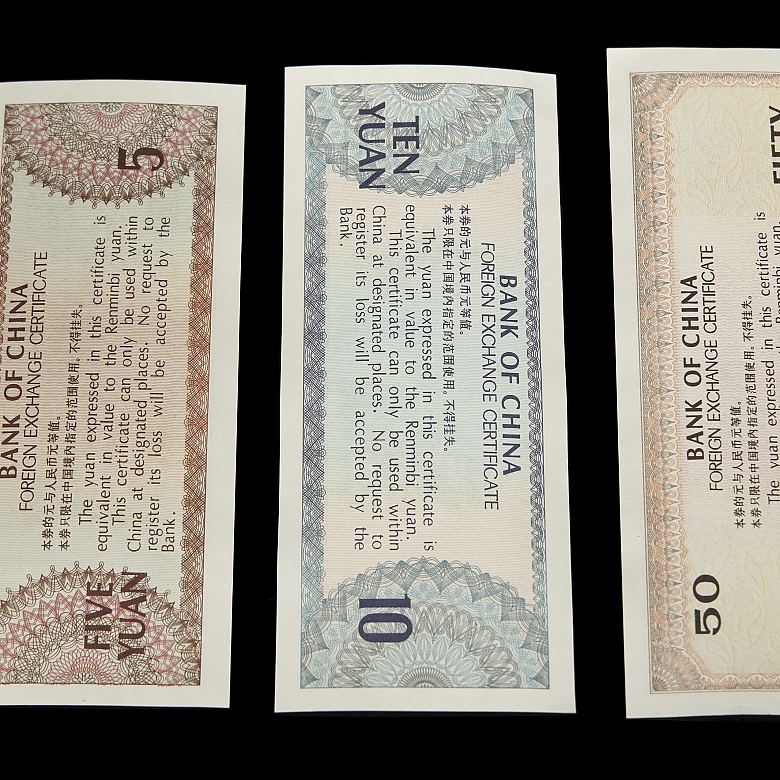 BANK OF CHINA
FOREIGN EXCHANGE CERTIFICATE
本券的元与人民币元等值。
本券只限在中国境内指定的范围使用。不得挂失。
The yuan expressed in this certificate is
equivalent in value to the Renminbi yuan.
This certificate can only be used within
China at designated places. No request to
register its loss will be accepted by the
Bank.
FIVE
YUAN
5
BANK OF CHINA
FOREIGN EXCHANGE CERTIFICATE
本券的元与人民币元等值。
本券只限在中国境内指定的范围使用。不得挂失。
The yuan expressed in this certificate is
equivalent in value to the Renminbi yuan.
This certificate can only be used within
China at designated places. No request to
register its loss will be accepted by the
Bank.
TEN
YUAN
10
BANK OF CHINA
FOREIGN EXCHANGE CERTIFICATE
本券的元与人民币元等值。
本券只限在中国境内指定的范围使用。不得挂失。
The yuan expressed in this certificate is
50
FIFTY